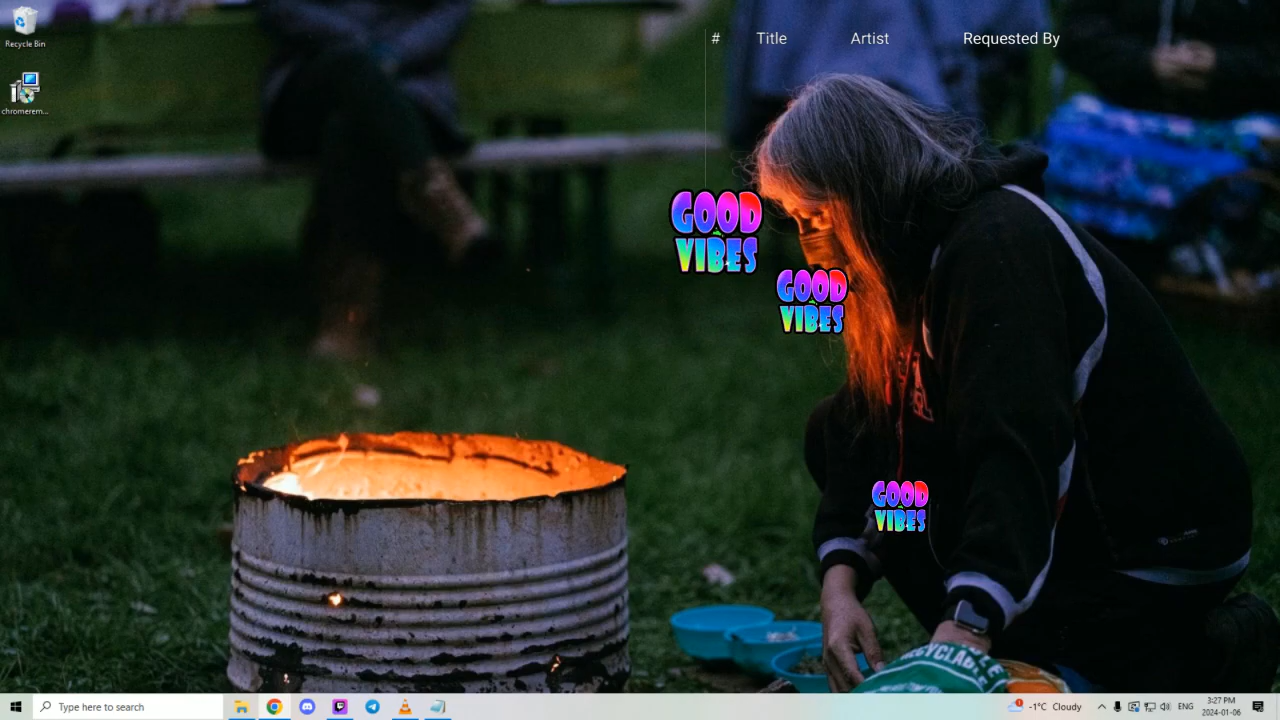 Recycle Bin
chromerem...
# Title Artist Requested By
GOOD
VIBES
GOOD
VIBES
GOOD
VIBES
Type here to search
-1°C Cloudy
ENG
3:27 PM
2024-01-06